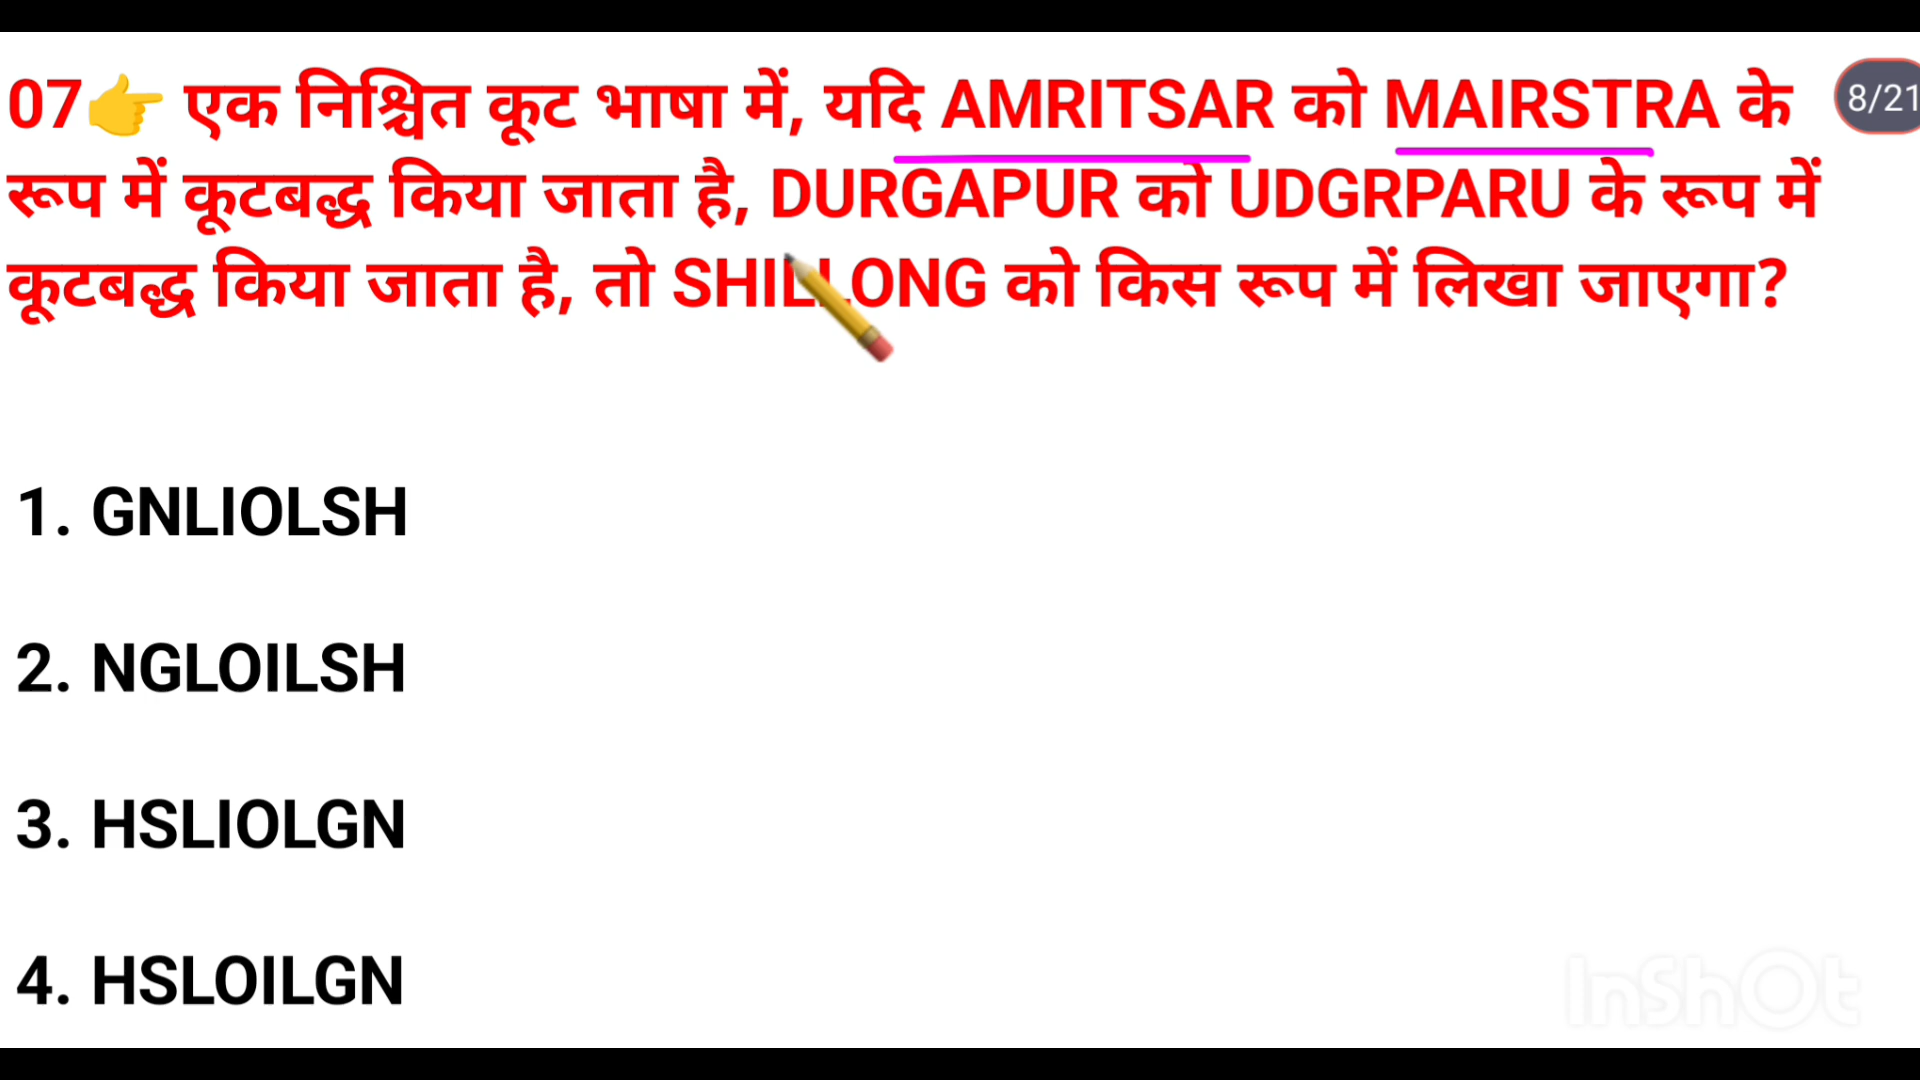 07👉 एक निश्चित कूट भाषा में, यदि AMRITSAR को MAIRSTRA के
8/21
रूप में कूटबद्ध किया जाता है, DURGAPUR को UDGRPARU के रूप में
कूटबद्ध किया जाता है, तो SHILLONG को किस रूप में लिखा जाएगा?
1. GNLIOLSH
2. NGLOILSH
3. HSLIOLGN
4. HSLOILGN
InShOt